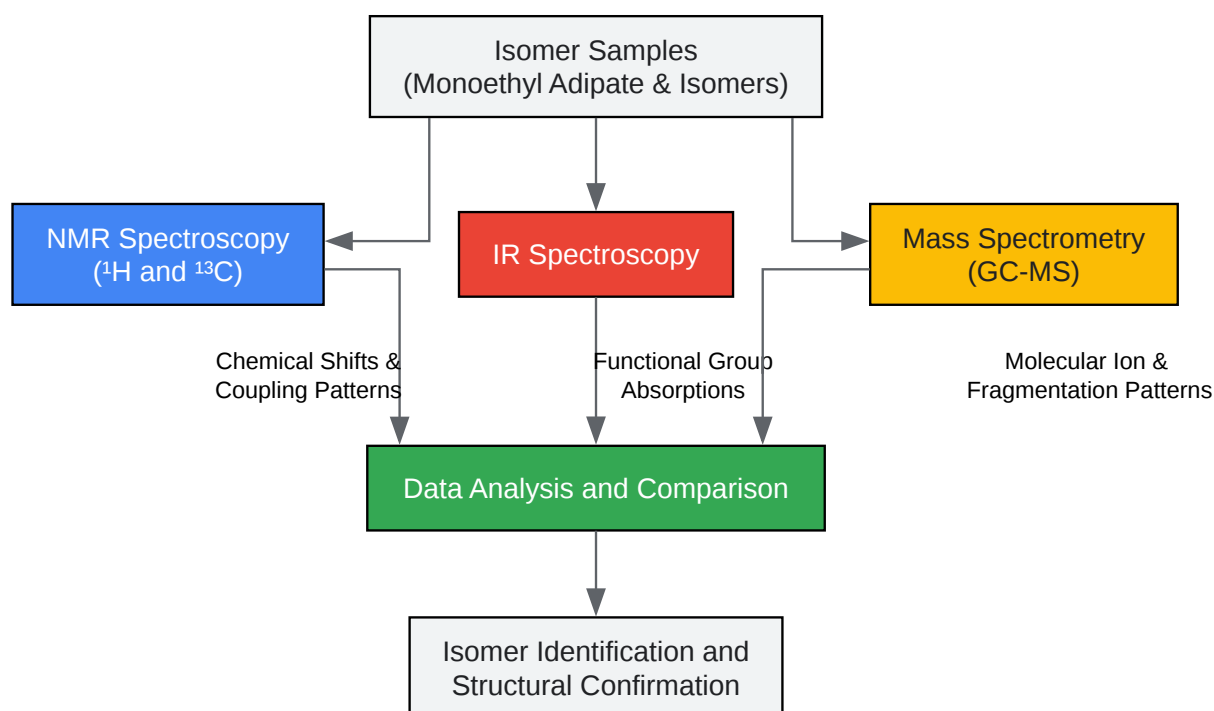 Isomer Samples
(Monoethyl Adipate & Isomers)
NMR Spectroscopy
(¹H and ¹³C)
IR Spectroscopy
Mass Spectrometry
(GC-MS)
Chemical Shifts &
Coupling Patterns
Functional Group
Absorptions
Molecular Ion &
Fragmentation Patterns
Data Analysis and Comparison
Isomer Identification and
Structural Confirmation